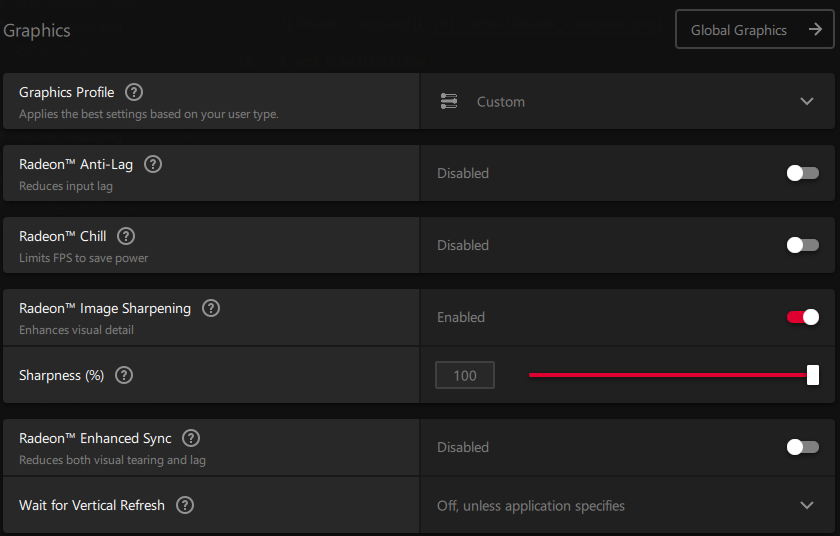 Graphics
Global Graphics
Graphics Profile
Custom
Applies the best settings based on your user type.
Radeon™ Anti-Lag
Disabled
Reduces input lag
Radeon™ Chill
Disabled
Limits FPS to save power
Radeon™ Image Sharpening
Enabled
Enhances visual detail
Sharpness (%)
100
Radeon™ Enhanced Sync
Disabled
Reduces both visual tearing and lag
Wait for Vertical Refresh
Off, unless application specifies